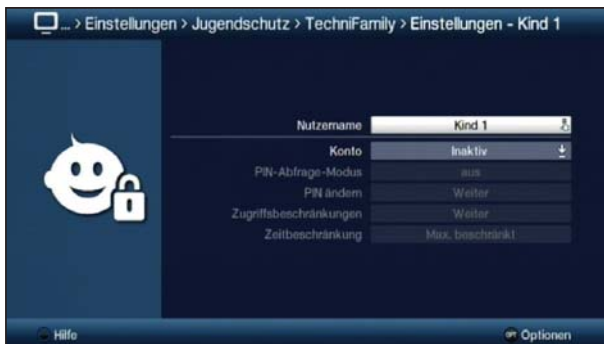 ... > Einstellungen > Jugendschutz > TechniFamily > Einstellungen - Kind 1
Nutzername Kind 1
Konto Inaktiv
PIN-Abfrage-Modus aus
PIN ändern Weiter
Zugriffsbeschränkungen Weiter
Zeitbeschränkung Max. beschränkt
Hilfe OPT Optionen